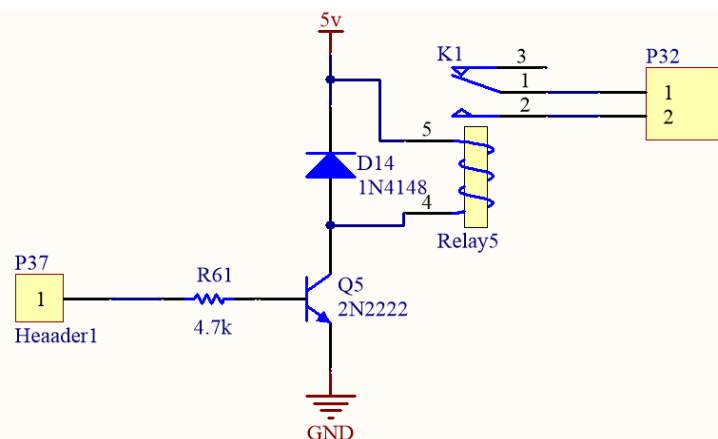 5v
K1
3
1
2
P32
1
2
5
4
D14
1N4148
Relay5
P37
1
Heaader1
R61
4.7k
Q5
2N2222
GND